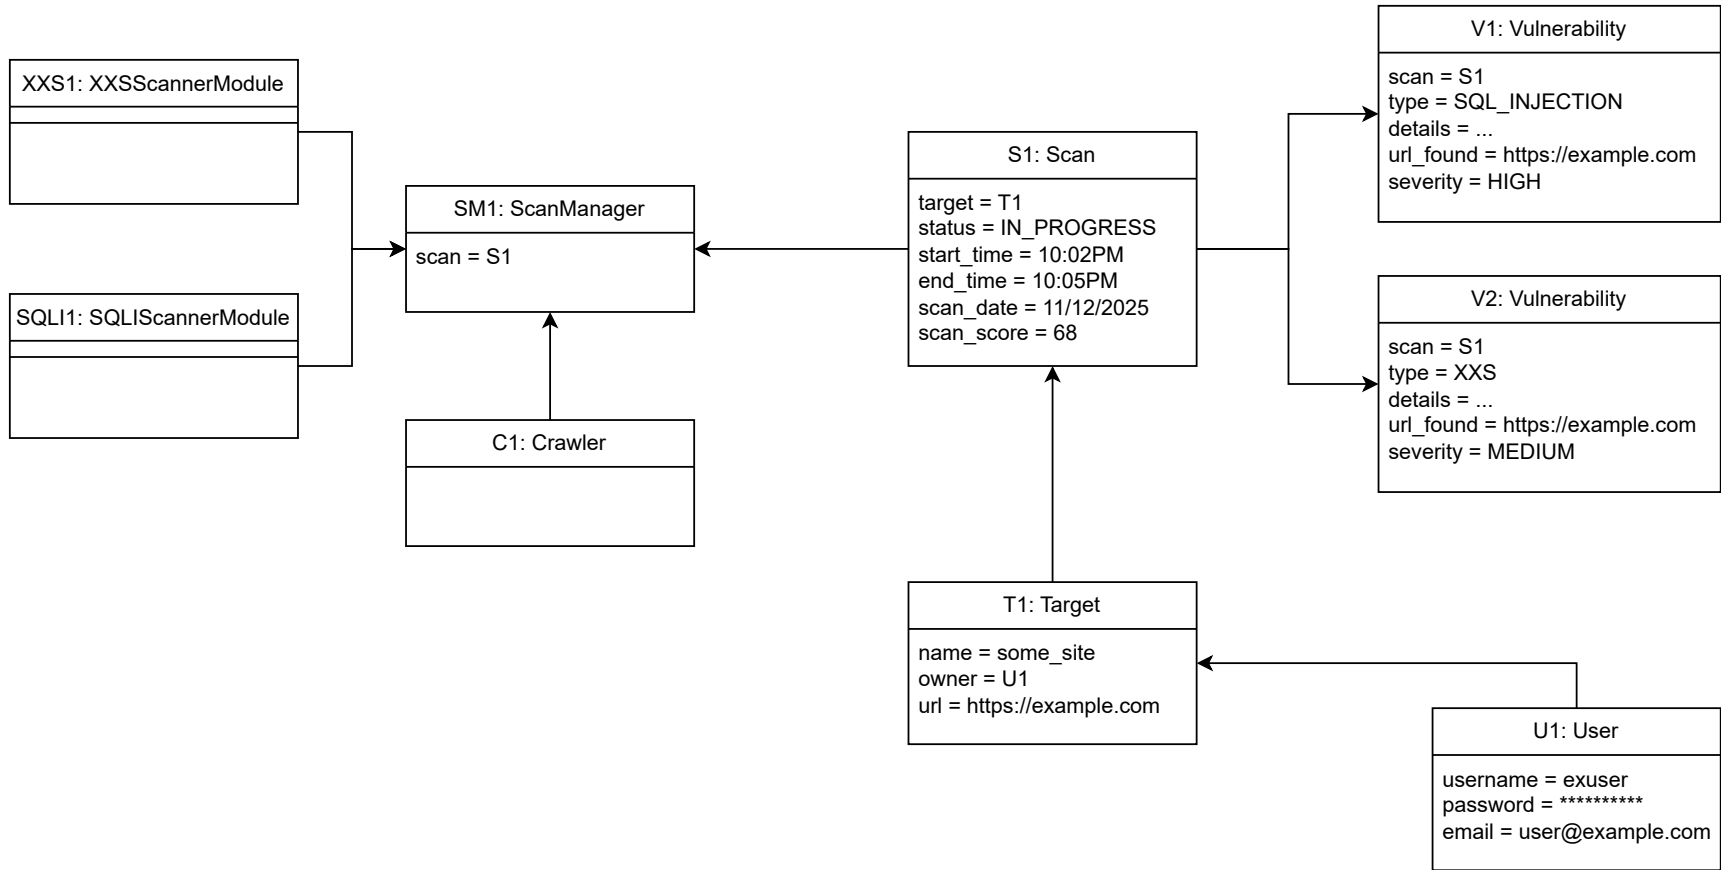 XXS1: XXSScannerModule
SQLI1: SQLIScannerModule
SM1: ScanManager
scan = S1
C1: Crawler
S1: Scan
target = T1
status = IN_PROGRESS
start_time = 10:02PM
end_time = 10:05PM
scan_date = 11/12/2025
scan_score = 68
V1: Vulnerability
scan = S1
type = SQL_INJECTION
details = ...
url_found = https://example.com
severity = HIGH
V2: Vulnerability
scan = S1
type = XXS
details = ...
url_found = https://example.com
severity = MEDIUM
T1: Target
name = some_site
owner = U1
url = https://example.com
U1: User
username = exuser
password = **********
email = user@example.com